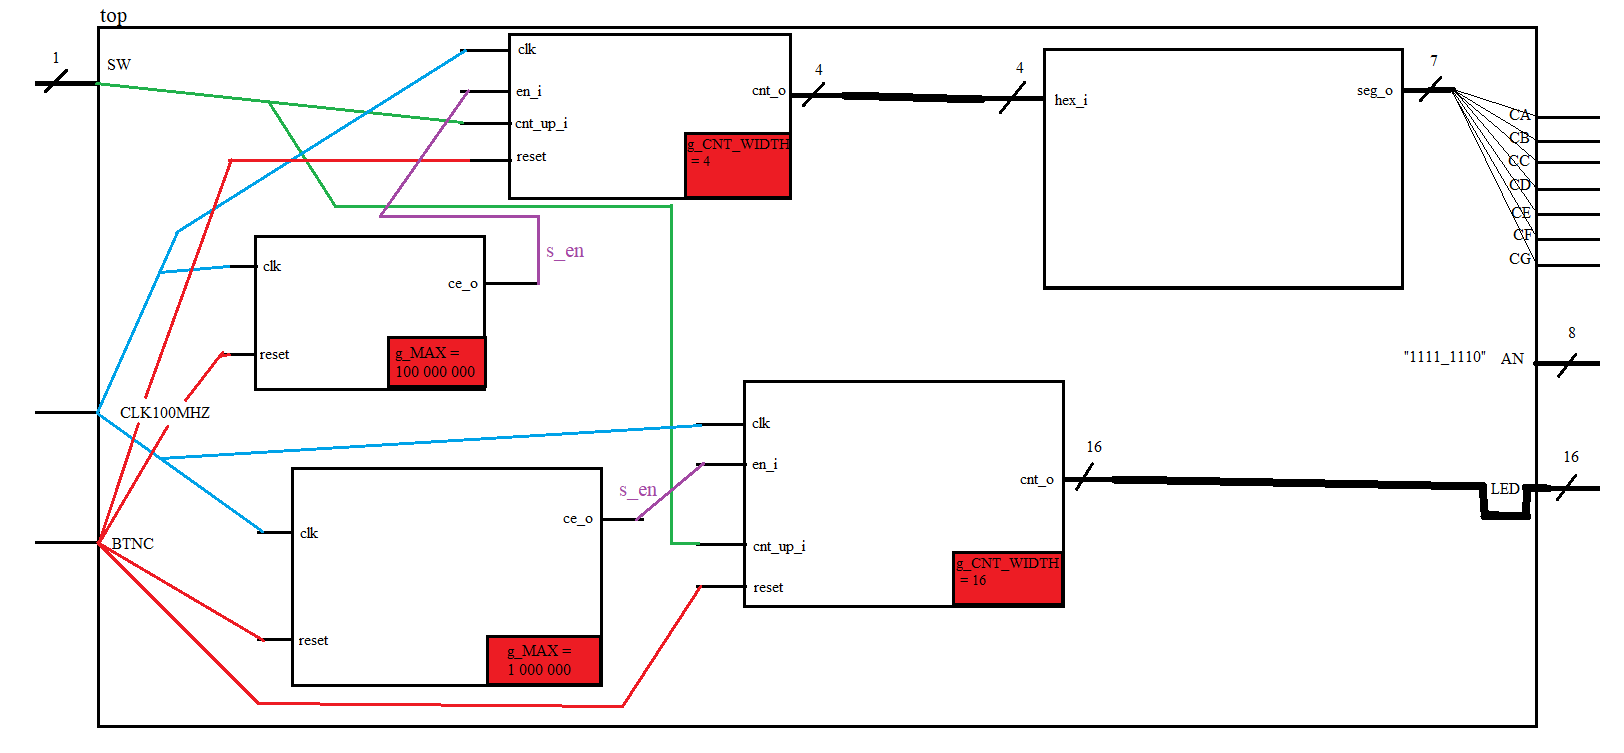 top
1
SW
clk
en_i
cnt_up_i
reset
cnt_o
g_CNT_WIDTH
= 4
4
4
hex_i
seg_o
7
CA
CB
CC
CD
CE
CF
CG
s_en
clk
ce_o
reset
g_MAX =
100 000 000
8
"1111_1110" AN
CLK100MHZ
clk
en_i
cnt_o
cnt_up_i
reset
g_CNT_WIDTH
= 16
16
LED
16
s_en
BTNC
clk
ce_o
reset
g_MAX =
1 000 000